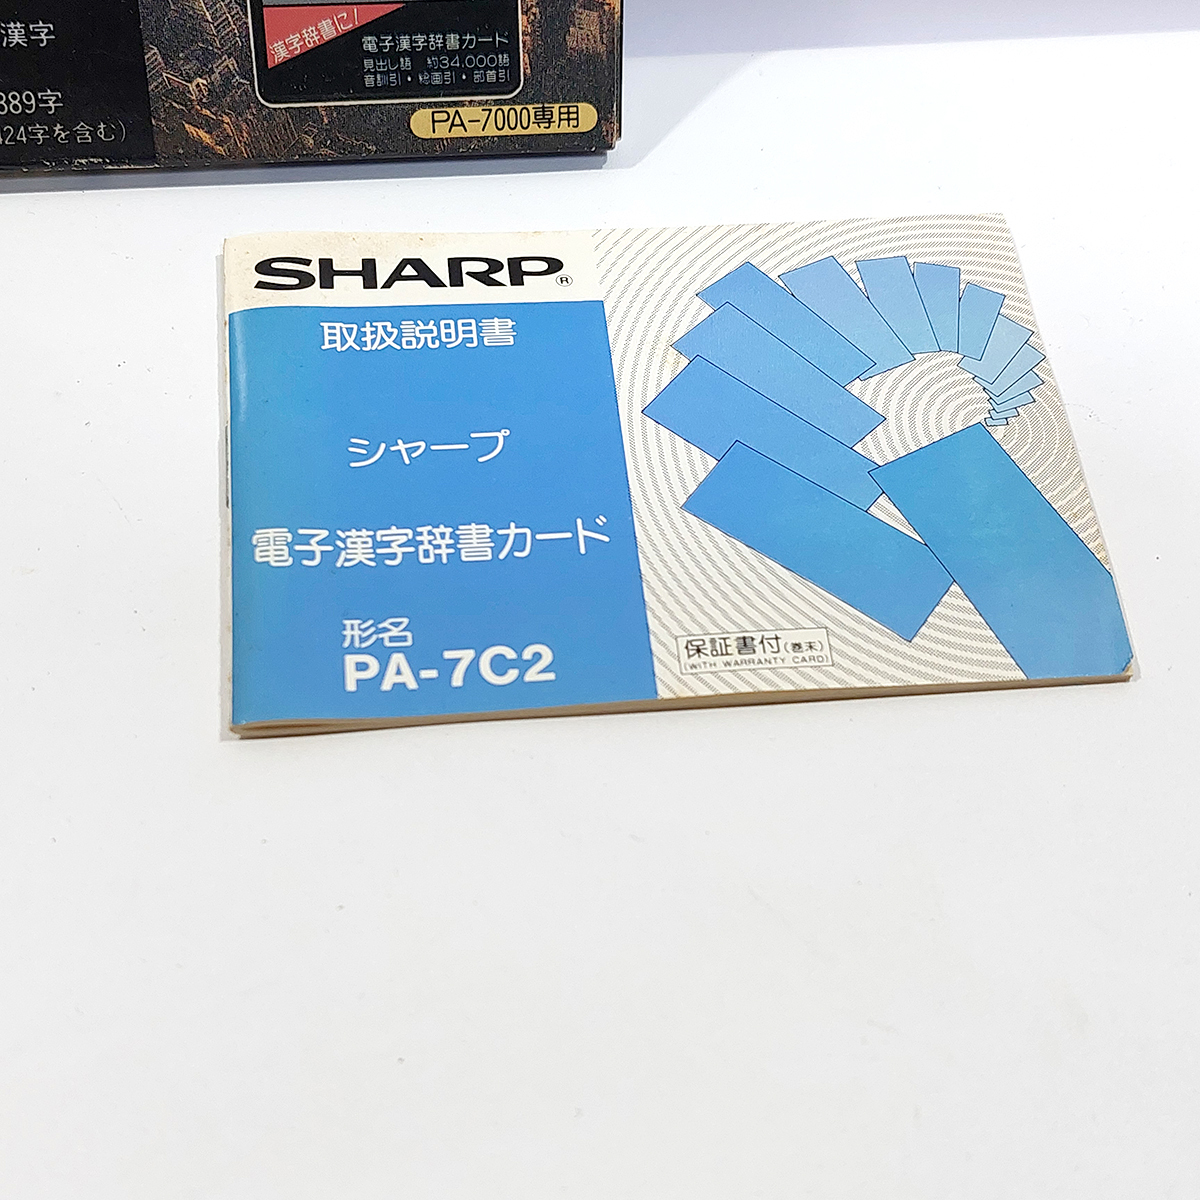 漢字
889字
424字を含む)
漢字辞書に!
電子漢字辞書カード
見出し語 約34,000語
音訓引・総画引・部首引
PA-7000専用
SHARP®
取扱説明書
シャープ
電子漢字辞書カード
形名
PA-7C2
保証書付(巻末)
(WITH WARRANTY CARD)